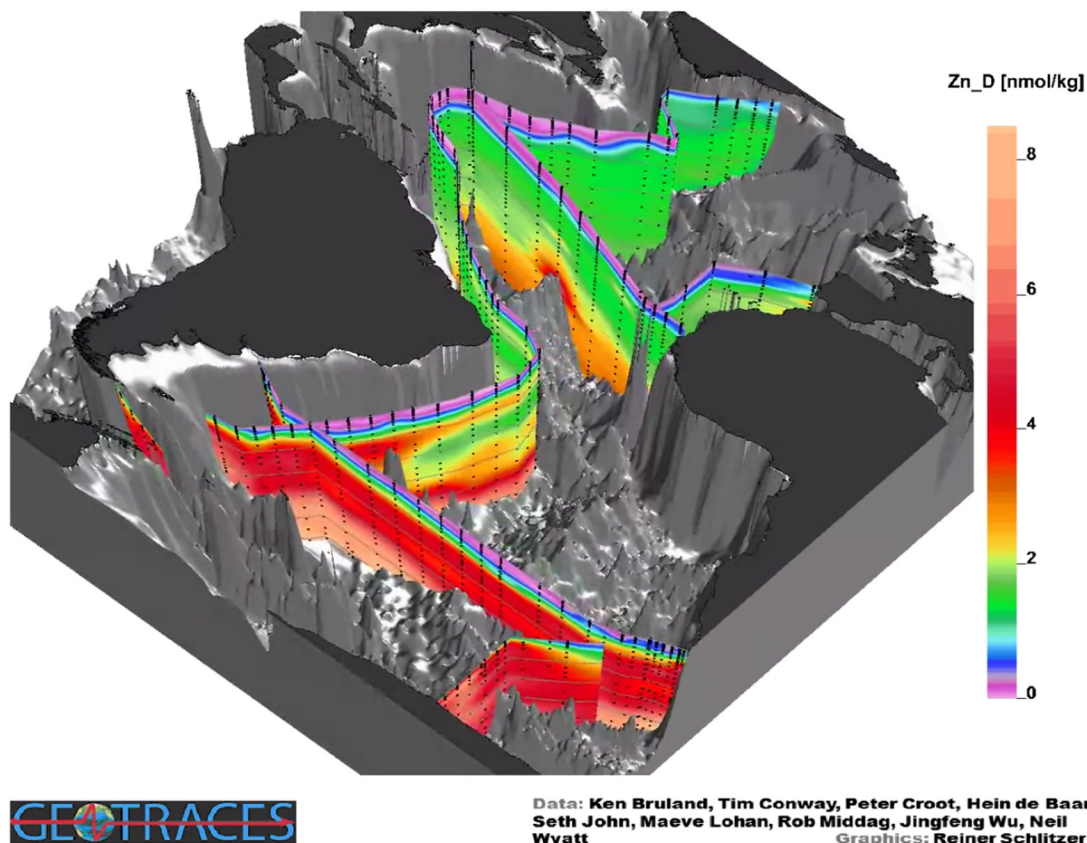 Zn_D [nmol/kg]
8
6
4
2
0
GEOTRACES
Data: Ken Bruland, Tim Conway, Peter Croot, Hein de Baar
Seth John, Maeve Lohan, Rob Middag, Jingfeng Wu, Neil
Wyatt Graphics: Reiner Schlitzer